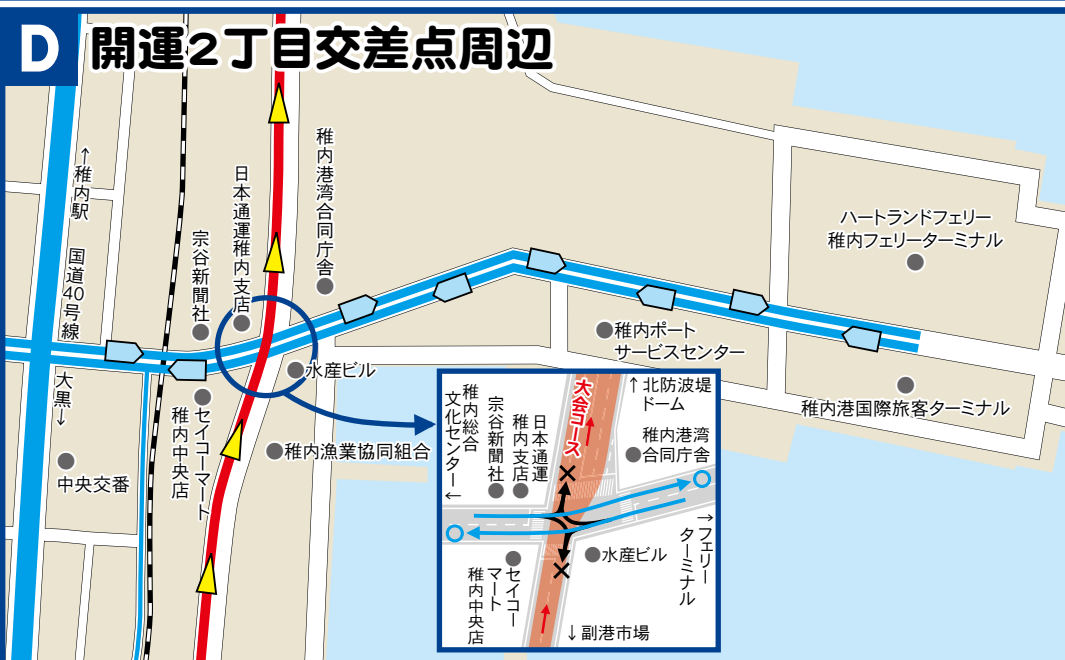 D 開運2丁目交差点周辺
↑稚内駅
国道40号線
大黒↓
中央交番
宗谷新聞社
日本通運稚内支店
稚内港湾合同庁舎
水産ビル
セイコーマート
稚内中央店
稚内漁業協同組合
ハートランドフェリー
稚内フェリーターミナル
稚内ポート
サービスセンター
稚内港国際旅客ターミナル
稚内総合
文化センター←
宗谷新聞社
日本通運
稚内支店
大会コース
↑北防波堤
ドーム
稚内港湾
合同庁舎
→フェリー
ターミナル
水産ビル
セイコー
マート
稚内中央店
↓副港市場